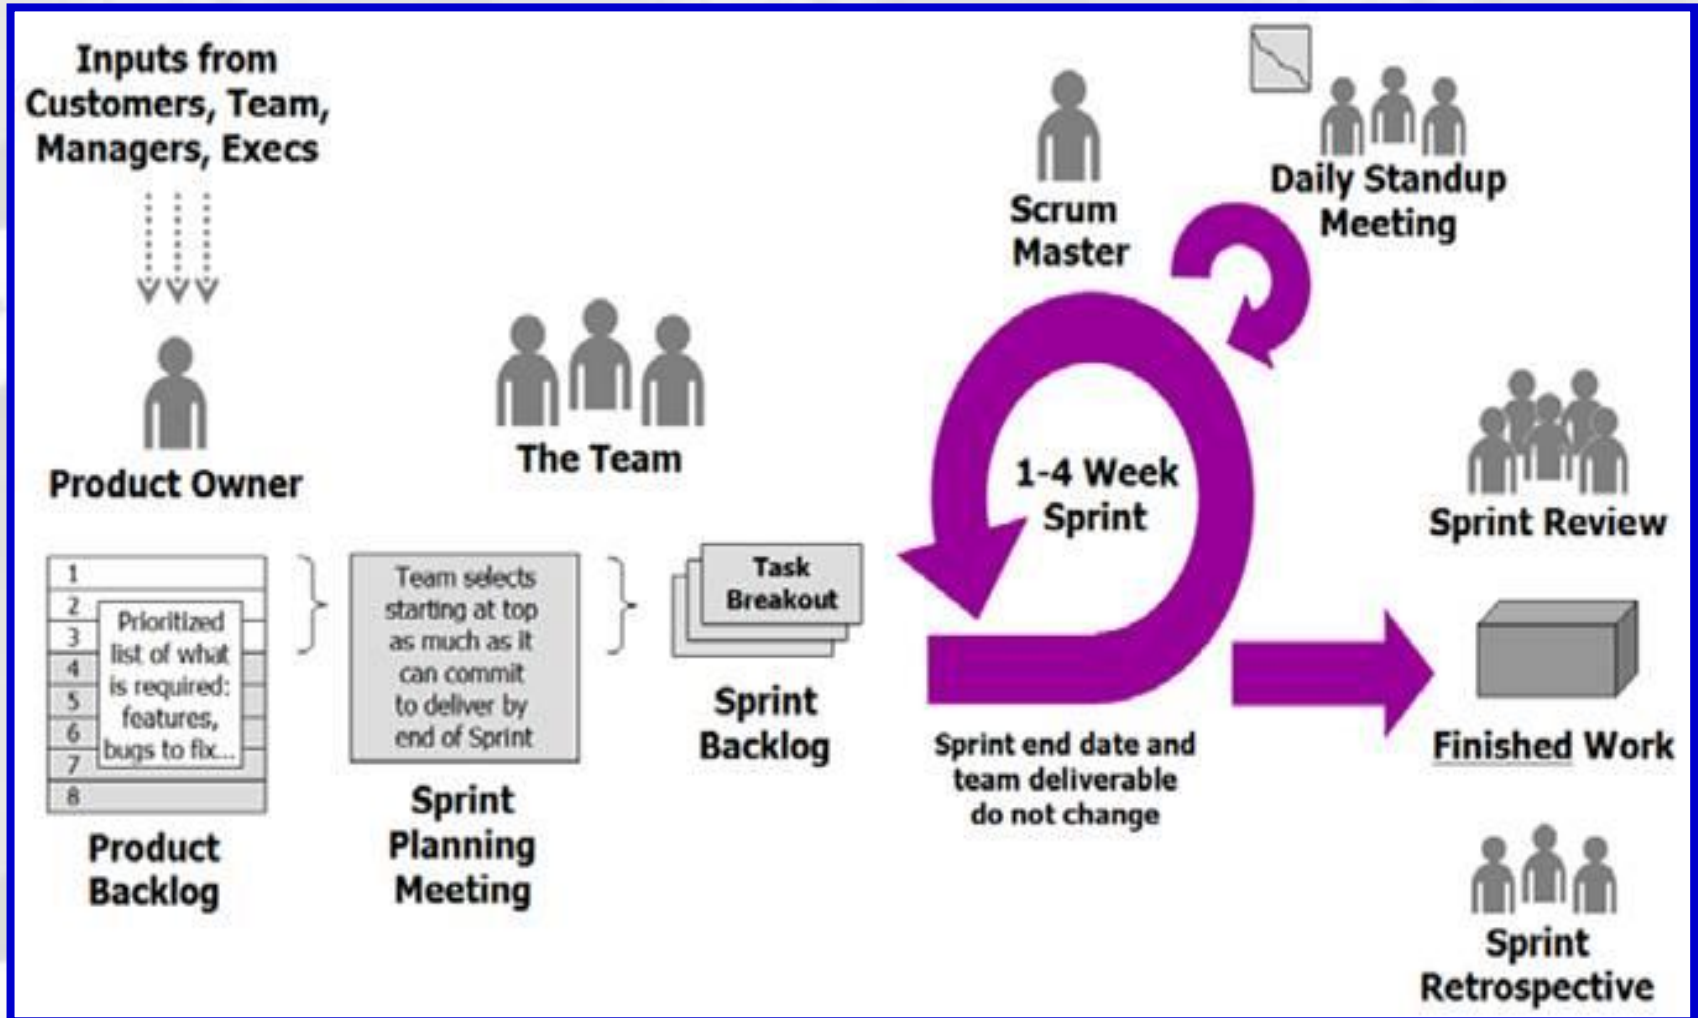 Inputs from
Customers, Team,
Managers, Execs
Product Owner
The Team
Scrum
Master
Daily Standup
Meeting
1-4 Week
Sprint
Sprint Review
1
2
3
4
5
6
7
8
Prioritized
list of what
is required:
features,
bugs to fix...
Product
Backlog
Team selects
starting at top
as much as it
can commit
to deliver by
end of Sprint
Sprint
Planning
Meeting
Task
Breakout
Sprint
Backlog
Sprint end date and
team deliverable
do not change
Finished Work
Sprint
Retrospective